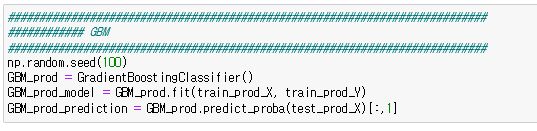 ################################################################################
############ GBM
################################################################################
np.random.seed(100)
GBM_prod = GradientBoostingClassifier()
GBM_prod_model = GBM_prod.fit(train_prod_X, train_prod_Y)
GBM_prod_prediction = GBM_prod.predict_proba(test_prod_X)[:,1]